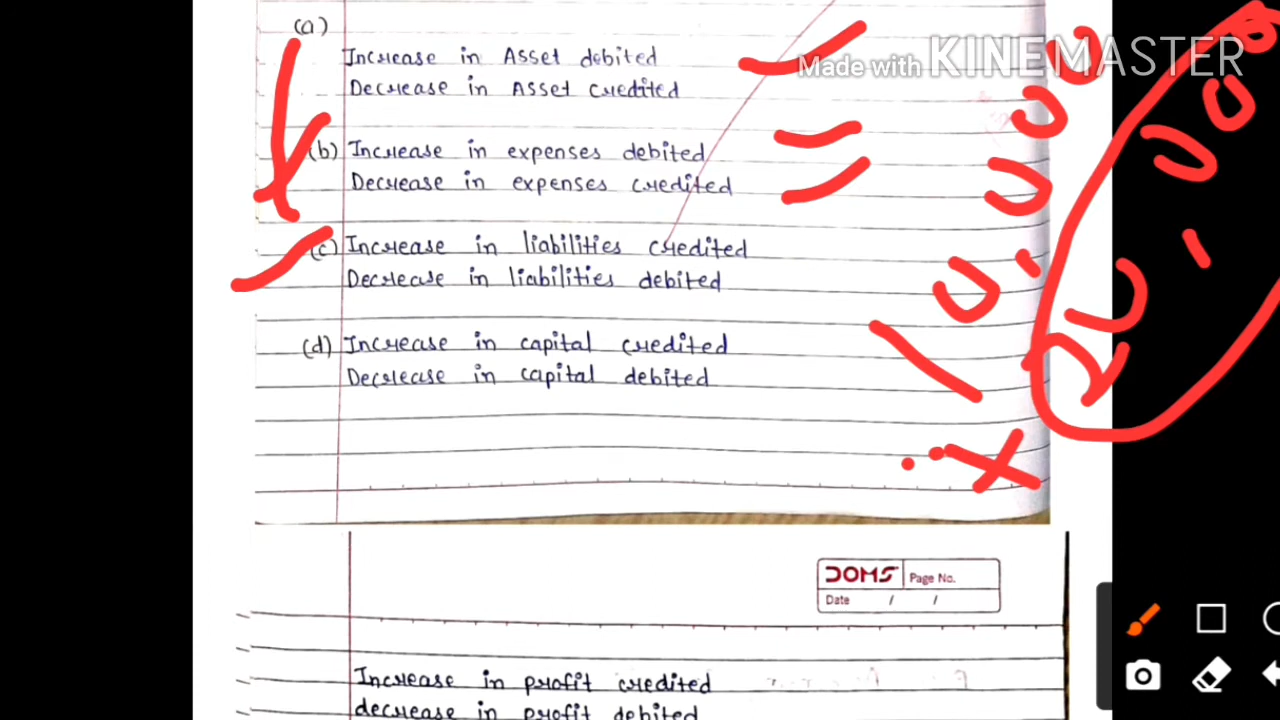 Made with KINEMASTER
(a)
Increase in Asset debited
Decrease in Asset credited
(b) Increase in expenses debited
Decrease in expenses credited
(c) Increase in liabilities credited
Decrease in liabilities debited
(d) Increase in capital credited
Decrease in capital debited
DOMS Page No.
Date / /
Increase in profit credited
decrease in profit debited